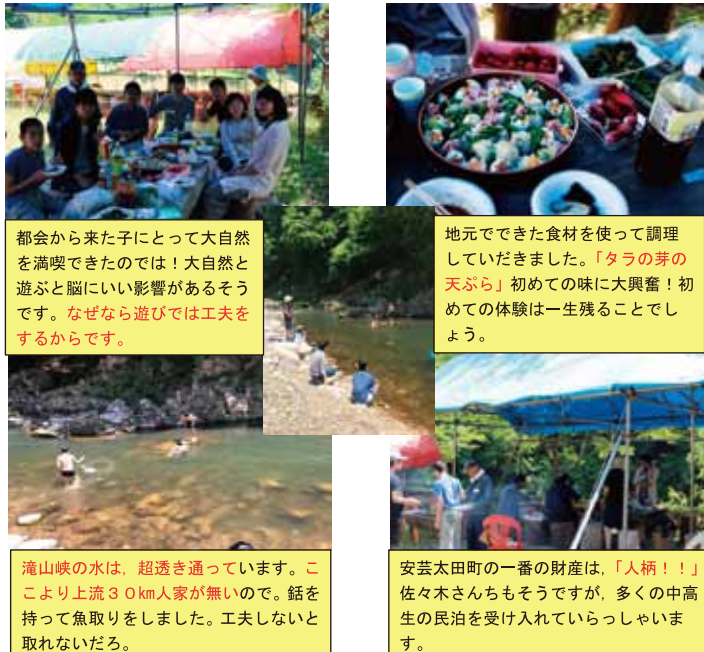 都会から来た子にとって大自然
を満喫できたのでは！大自然と
遊ぶと脳にいい影響があるそう
です。なぜなら遊びでは工夫を
するからです。
地元でできた食材を使って調理
していだきました。「タラの芽の
天ぷら」初めての味に大興奮！初
めての体験は一生残ることでし
ょう。
滝山峡の水は，超透き通っています。こ
こより上流３０㎞人家が無いので。銛を
持って魚取りをしました。工夫しないと
取れないだろ。
安芸太田町の一番の財産は，「人柄！！」
佐々木さんちもそうですが，多くの中高
生の民泊を受け入れていらっしゃいま
す。